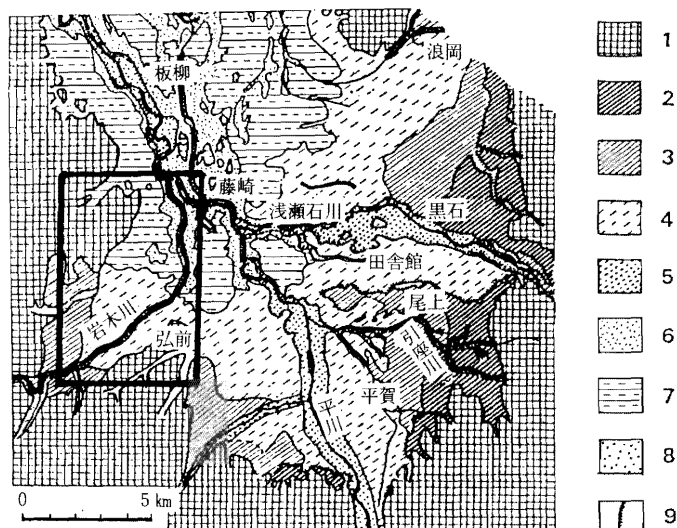 浪岡
板柳
藤崎
浅瀬石川
黒石
田舎館
尾上
岩木川
弘前
引座川
平賀
平川
0 5 km
1
2
3
4
5
6
7
8
9